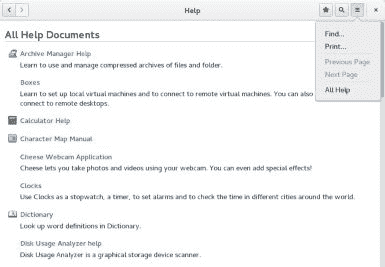 Help
Find...
Print...
Previous Page
Next Page
All Help
All Help Documents
Archive Manager Help
Learn to use and manage compressed archives of files and folder.
Boxes
Learn to set up local virtual machines and to connect to remote virtual machines. You can also
connect to remote desktops.
Calculator Help
Character Map Manual
Cheese Webcam Application
Cheese lets you take photos and videos using your webcam. You can even add special effects!
Clocks
Use Clocks as a stopwatch, a timer, to set alarms and to check the time in different cities around the world.
Dictionary
Look up word definitions in Dictionary.
Disk Usage Analyzer help
Disk Usage Analyzer is a graphical storage device scanner.